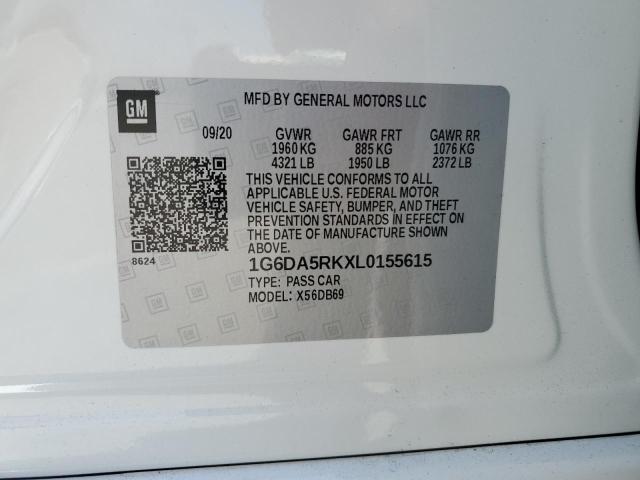 GM
MFD BY GENERAL MOTORS LLC
09/20 GVWR GAWR FRT GAWR RR
1960 KG 885 KG 1076 KG
4321 LB 1950 LB 2372 LB
THIS VEHICLE CONFORMS TO ALL
APPLICABLE U.S. FEDERAL MOTOR
VEHICLE SAFETY, BUMPER, AND THEFT
PREVENTION STANDARDS IN EFFECT ON
THE DATE OF MANUFACTURE SHOWN
ABOVE.
8624
1G6DA5RKXL0155615
TYPE: PASS CAR
MODEL: X56DB69